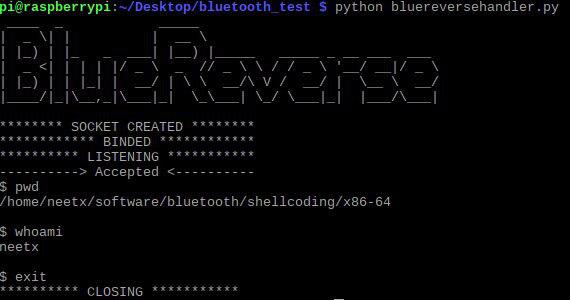 pi@raspberrypi:~/Desktop/bluetooth_test $ python bluereversehandler.py
BlueReverse
******** SOCKET CREATED ********
************ BINDED ************
********** LISTENING ***********
----------> Accepted <----------
$ pwd
/home/neetx/software/bluetooth/shellcoding/x86-64
$ whoami
neetx
$ exit
********** CLOSING ***********